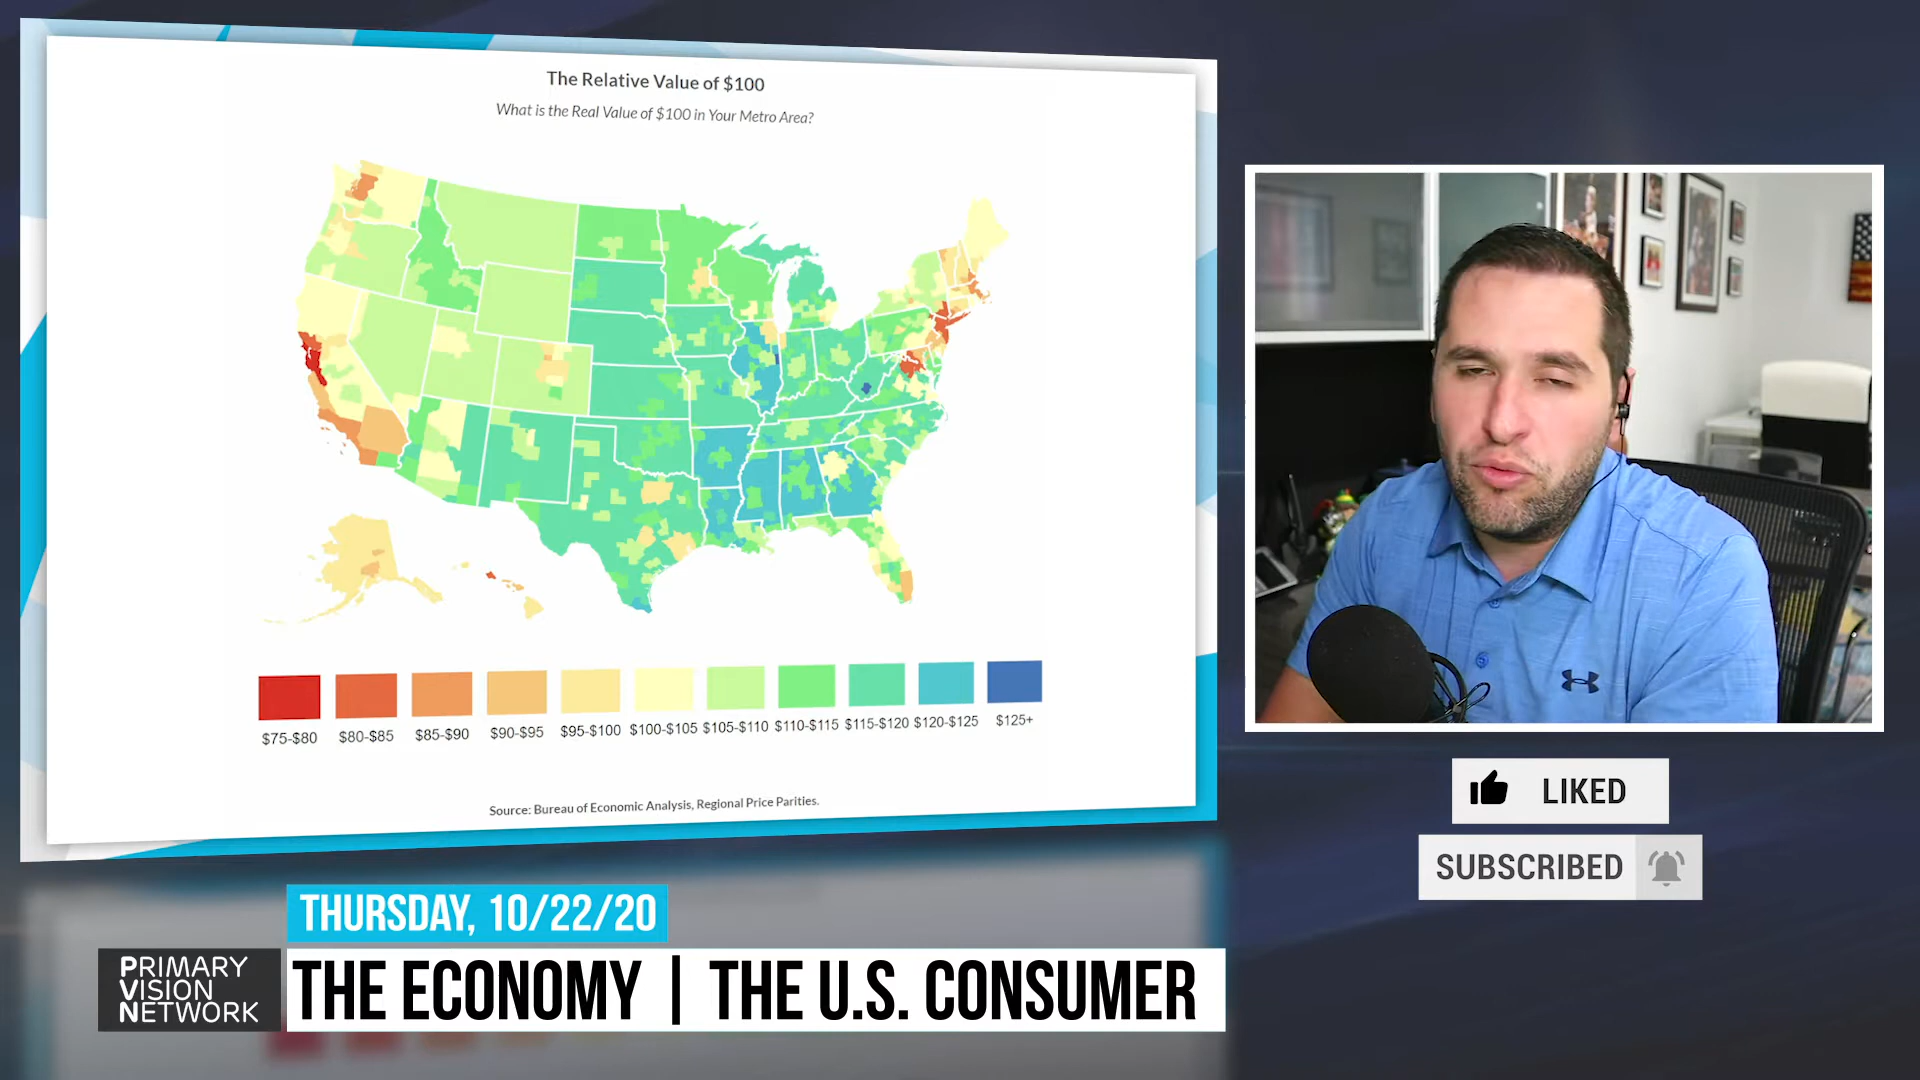 The Relative Value of $100
What is the Real Value of $100 in Your Metro Area?
$75-$80 $80-$85 $85-$90 $90-$95 $95-$100 $100-$105 $105-$110 $110-$115 $115-$120 $120-$125 $125+
Source: Bureau of Economic Analysis, Regional Price Parities.
LIKED
SUBSCRIBED
THURSDAY, 10/22/20
PRIMARY
VISION
NETWORK
THE ECONOMY | THE U.S. CONSUMER